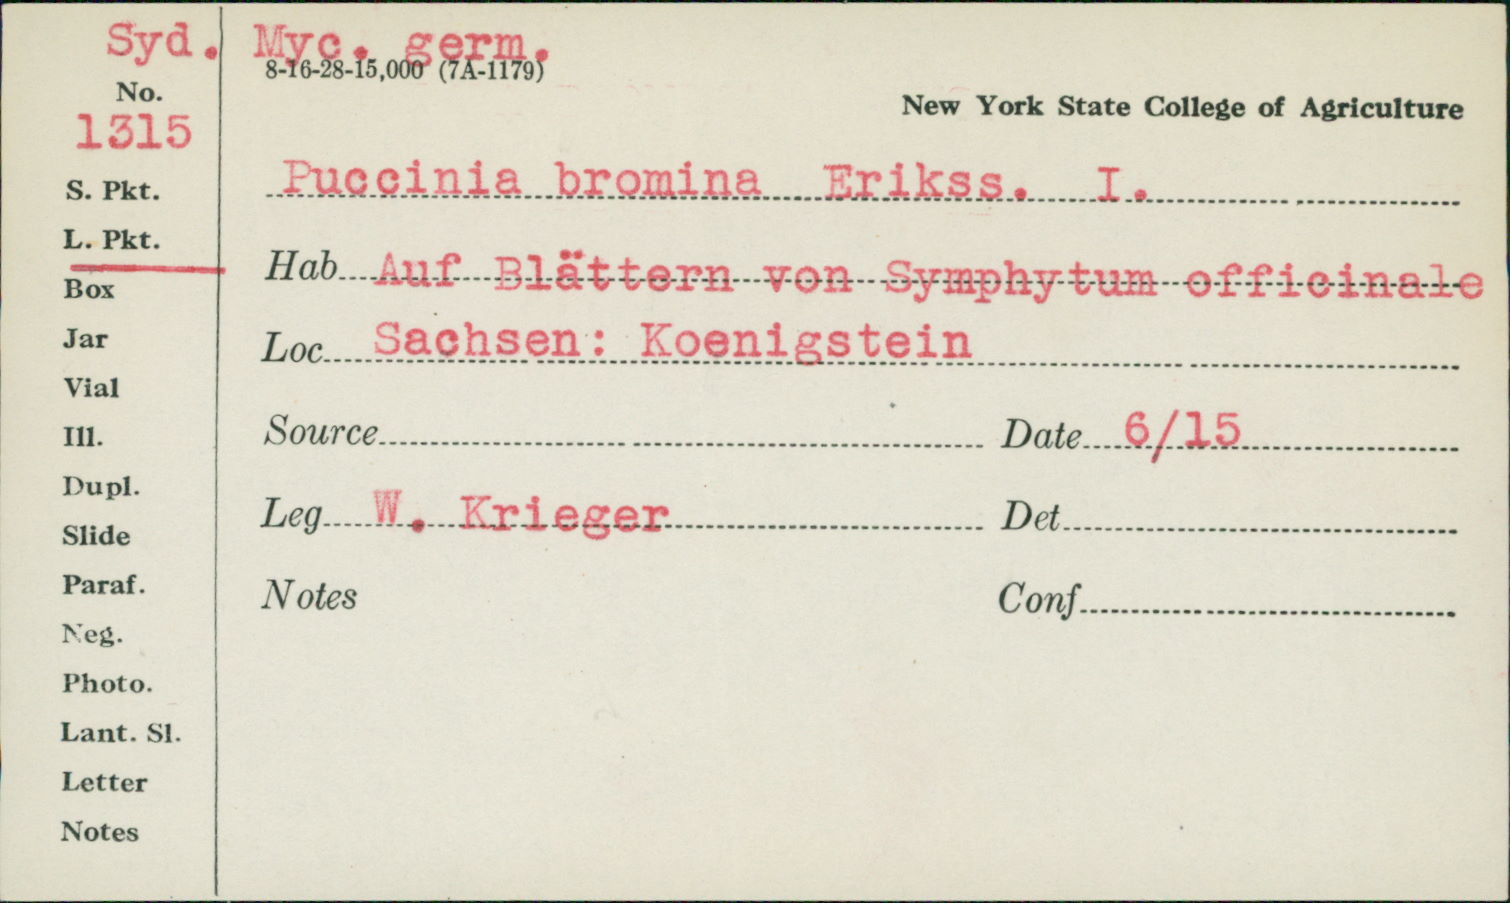 Syd. Myc. germ.
8-16-28-15,000 (7A-1179)
No.
New York State College of Agriculture
1315
Puccinia bromina Erikss. I.
S. Pkt.
L. Pkt.
Hab Auf Blättern von Symphytum officinale
Box
Jar
Loc Sachsen: Koenigstein
Vial
Ill.
Source Date 6/15
Dupl.
Slide
Leg W. Krieger Det
Paraf.
Notes Conf
Neg.
Photo.
Lant. Sl.
Letter
Notes